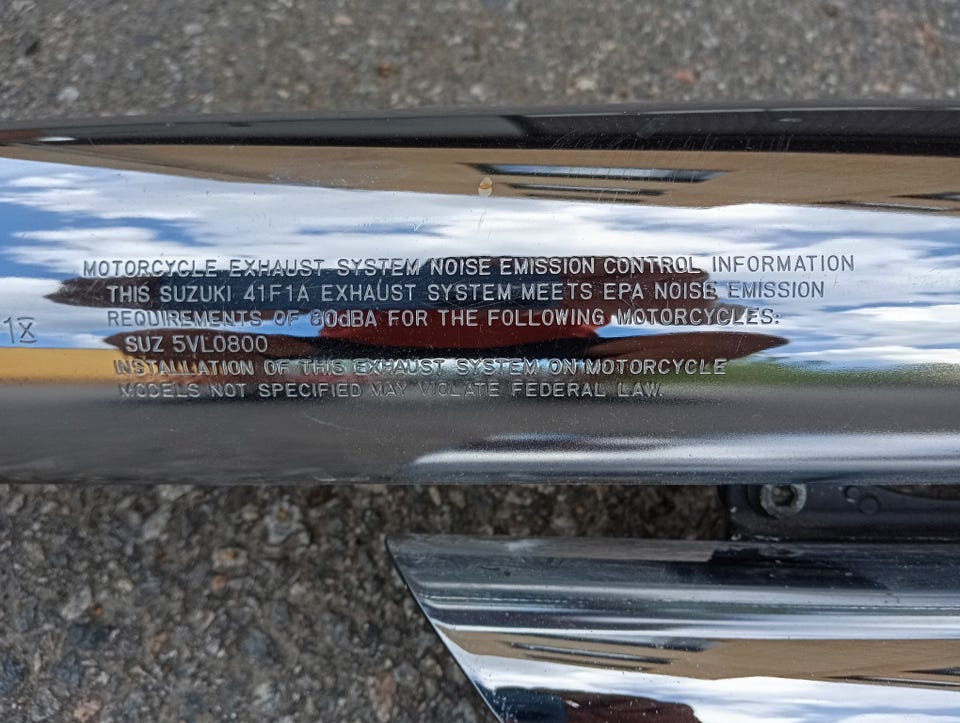 MOTORCYCLE EXHAUST SYSTEM NOISE EMISSION CONTROL INFORMATION
THIS SUZUKI 41F1A EXHAUST SYSTEM MEETS EPA NOISE EMISSION
REQUIREMENTS OF 80dBA FOR THE FOLLOWING MOTORCYCLES:
SUZ 5VL0800
INSTALLATION OF THIS EXHAUST SYSTEM ON MOTORCYCLE
MODELS NOT SPECIFIED MAY VIOLATE FEDERAL LAW.